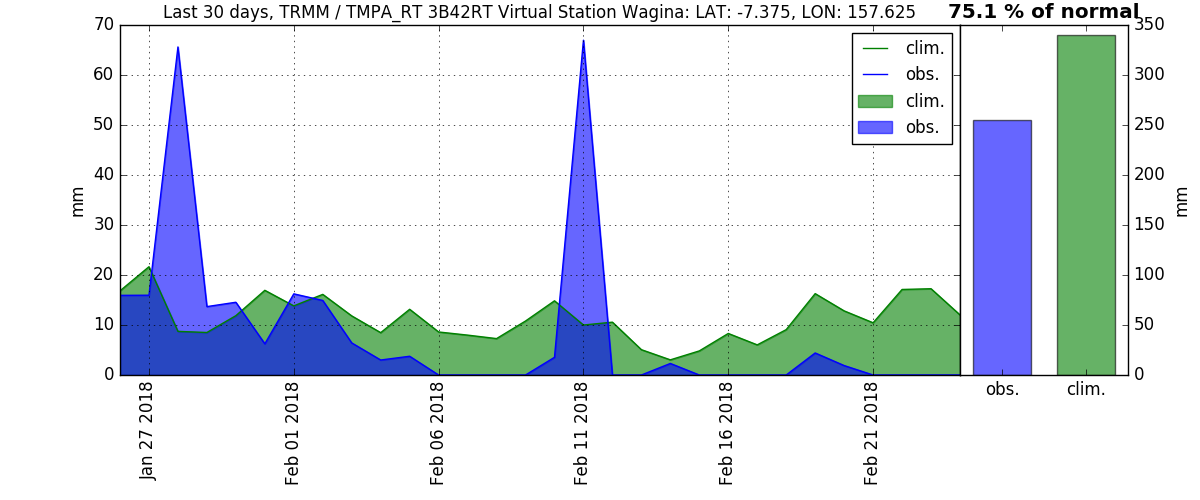 Last 30 days, TRMM / TMPA_RT 3B42RT Virtual Station Wagina: LAT: -7.375, LON: 157.625
75.1 % of normal
mm
70
60
50
40
30
20
10
0
clim.
obs.
clim.
obs.
Jan 27 2018
Feb 01 2018
Feb 06 2018
Feb 11 2018
Feb 16 2018
Feb 21 2018
350
300
250
200
150
100
50
0
mm
obs.
clim.